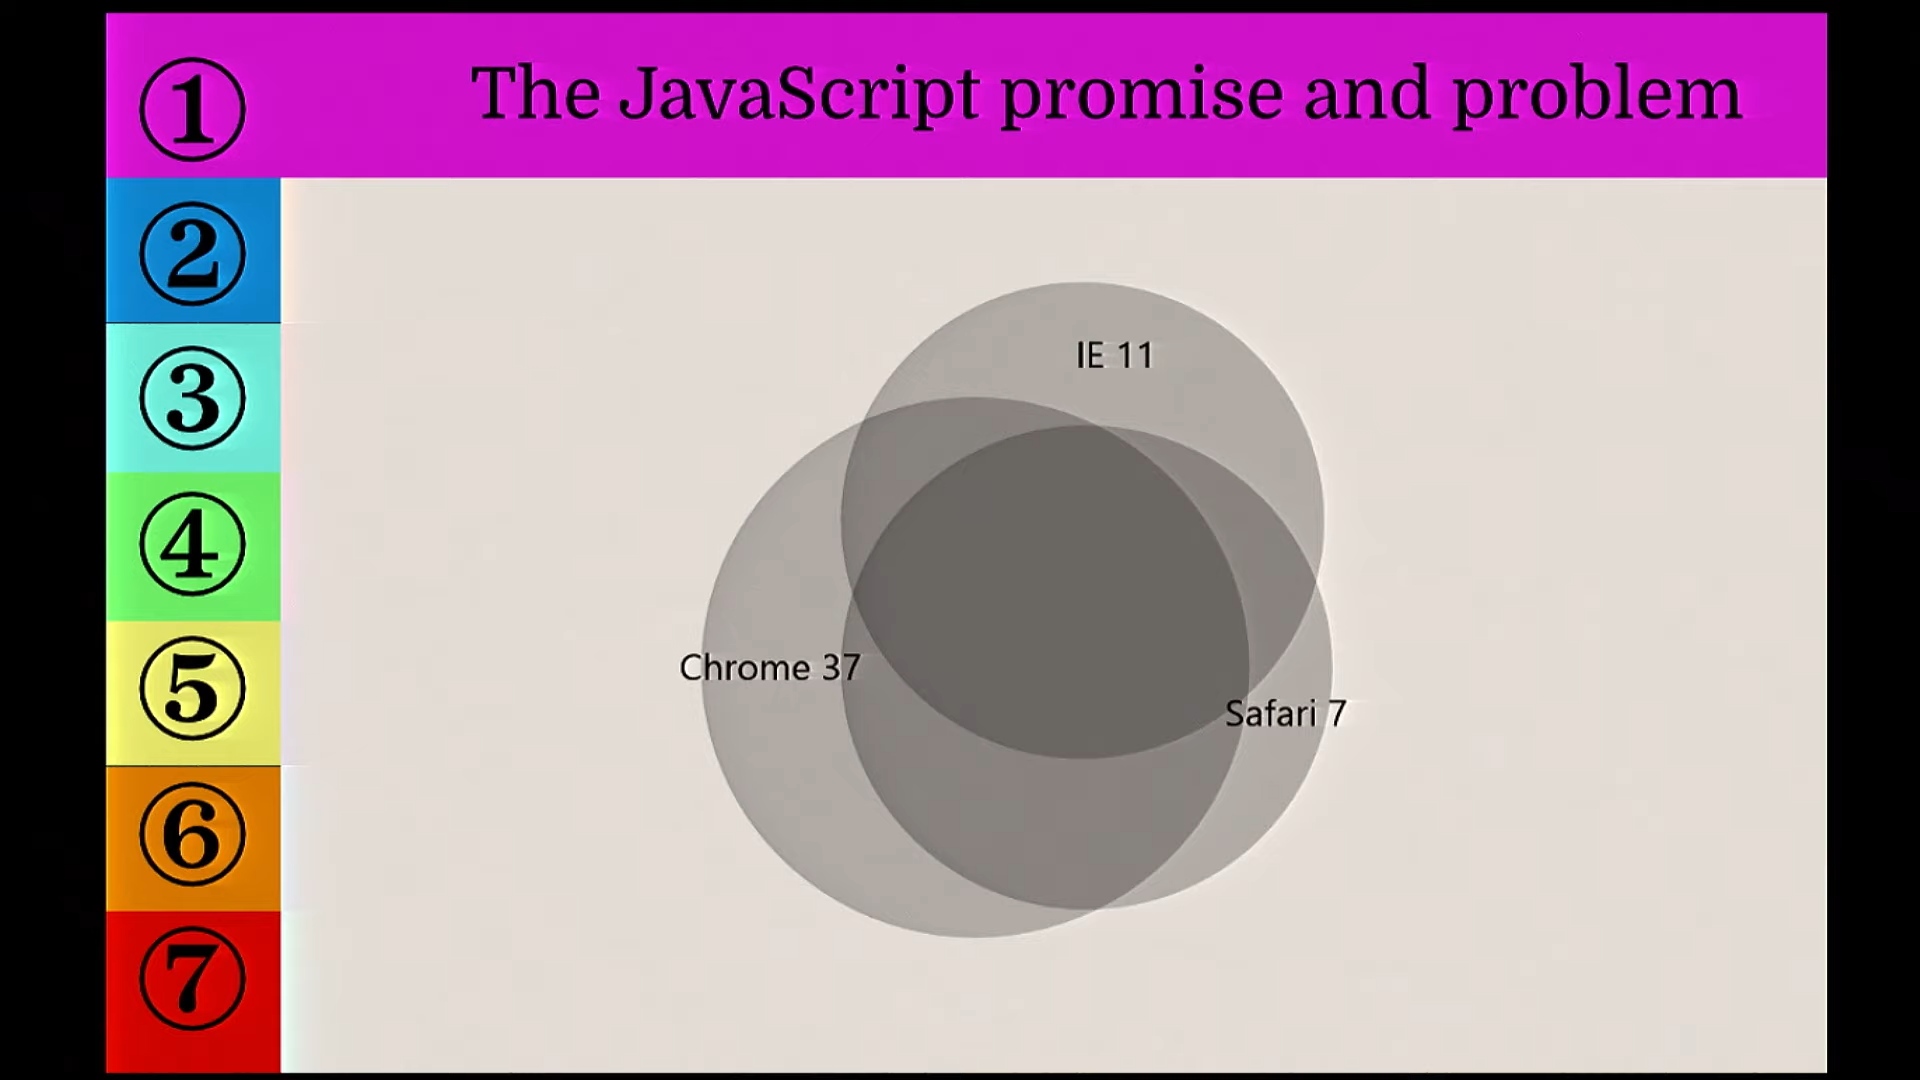 ① The JavaScript promise and problem
②
③
④
⑤
⑥
⑦
IE 11
Chrome 37
Safari 7